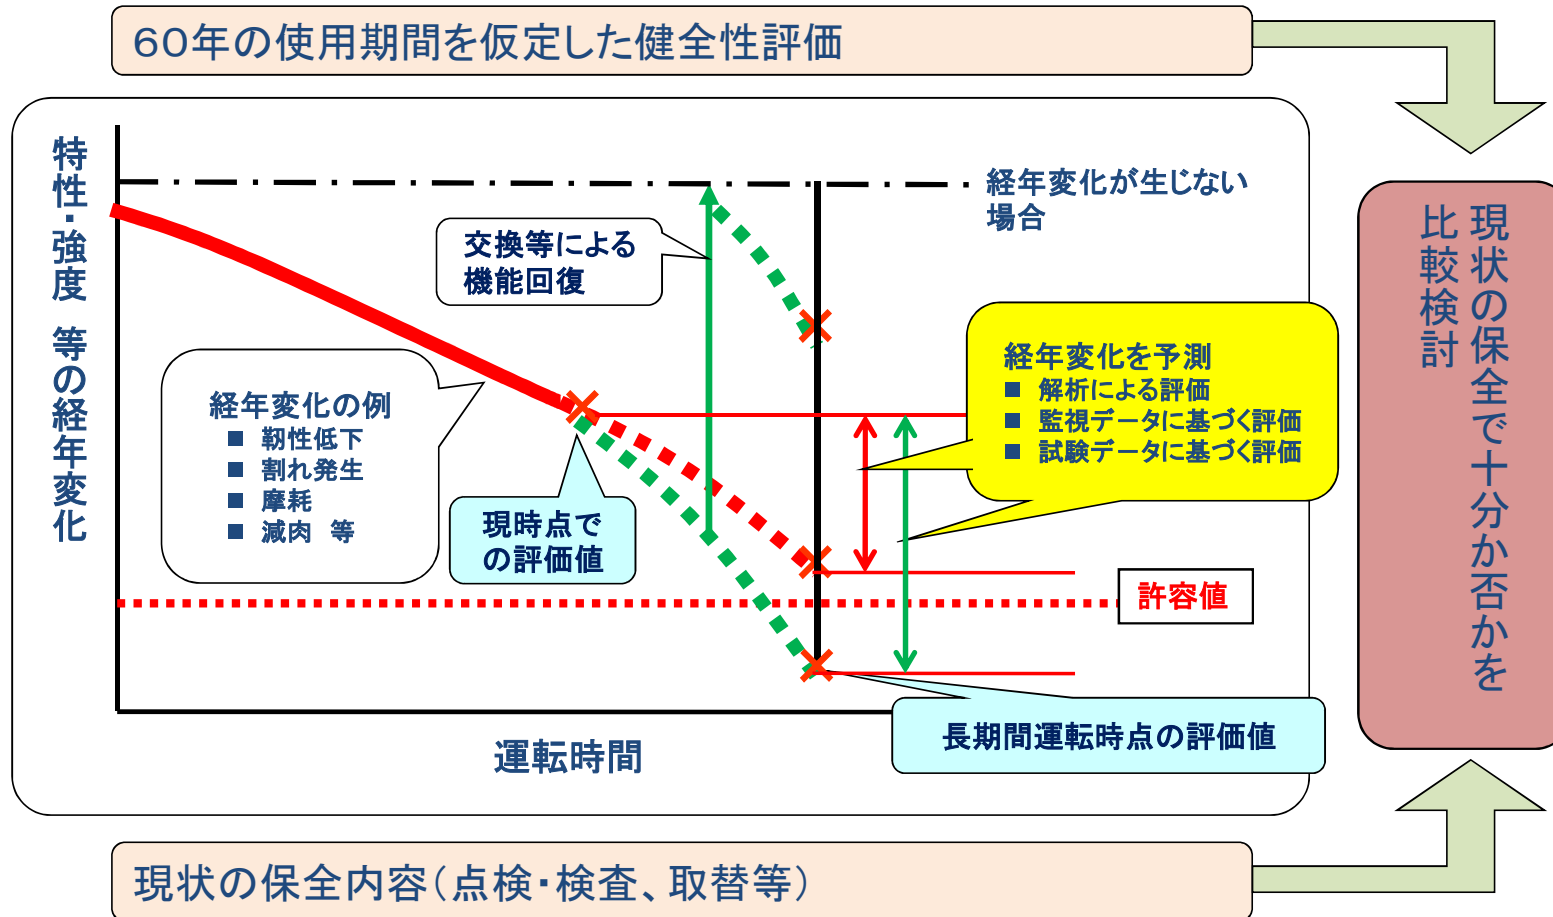 60年の使用期間を仮定した健全性評価
特性・強度 等の経年変化
経年変化が生じない
場合
交換等による
機能回復
経年変化を予測
■ 解析による評価
■ 監視データに基づく評価
■ 試験データに基づく評価
経年変化の例
■ 靭性低下
■ 割れ発生
■ 摩耗
■ 減肉 等
現時点で
の評価値
許容値
長期間運転時点の評価値
運転時間
現状の保全で十分か否かを
比較検討
現状の保全内容(点検・検査、取替等)